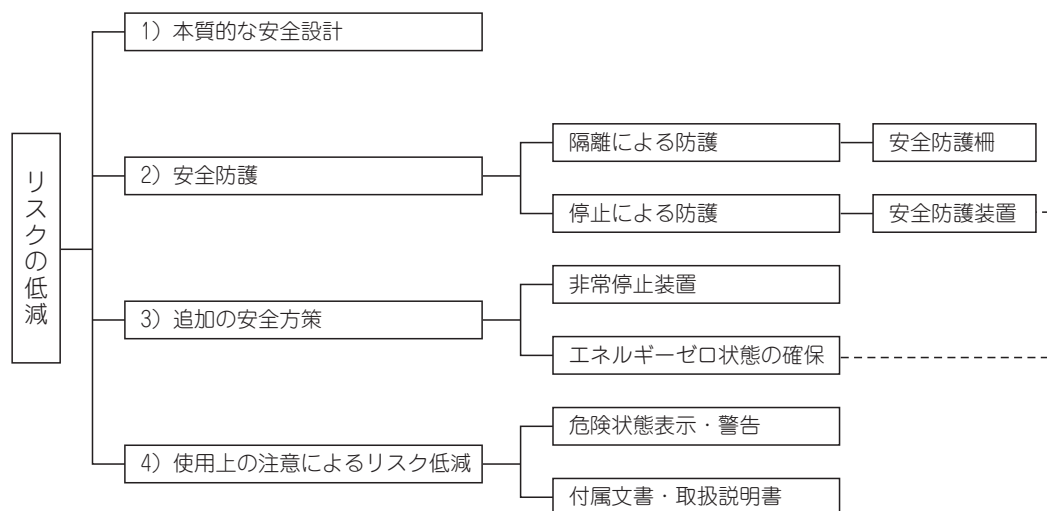 リスクの低減
1）本質的な安全設計
2）安全防護
隔離による防護
安全防護柵
停止による防護
安全防護装置
3）追加の安全方策
非常停止装置
エネルギーゼロ状態の確保
4）使用上の注意によるリスク低減
危険状態表示・警告
付属文書・取扱説明書